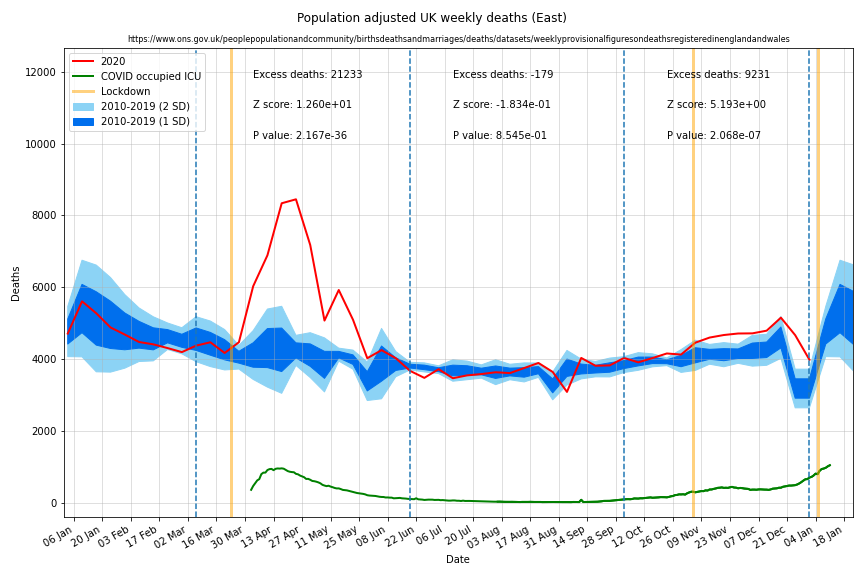 Population adjusted UK weekly deaths (East)
https://www.ons.gov.uk/peoplepopulationandcommunity/birthsdeathsandmarriages/deaths/datasets/weeklyprovisionalfiguresondeathsregisteredinenglandandwales
2020
COVID occupied ICU
Lockdown
2010-2019 (2 SD)
2010-2019 (1 SD)
Excess deaths: 21233
Z score: 1.260e+01
P value: 2.167e-36
Excess deaths: -179
Z score: -1.834e-01
P value: 8.545e-01
Excess deaths: 9231
Z score: 5.193e+00
P value: 2.068e-07
Deaths
12000
10000
8000
6000
4000
2000
0
06 Jan
20 Jan
03 Feb
17 Feb
02 Mar
16 Mar
30 Mar
13 Apr
27 Apr
11 May
25 May
08 Jun
22 Jun
06 Jul
20 Jul
03 Aug
17 Aug
31 Aug
14 Sep
28 Sep
12 Oct
26 Oct
09 Nov
23 Nov
07 Dec
21 Dec
04 Jan
18 Jan
Date